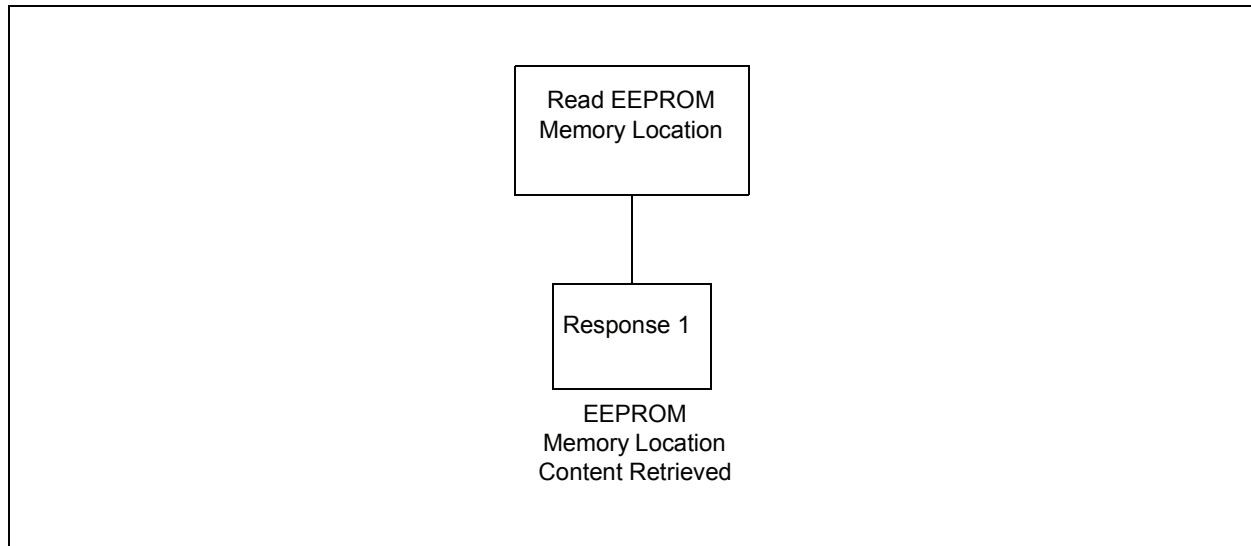 Read EEPROM
Memory Location
Response 1
EEPROM
Memory Location
Content Retrieved